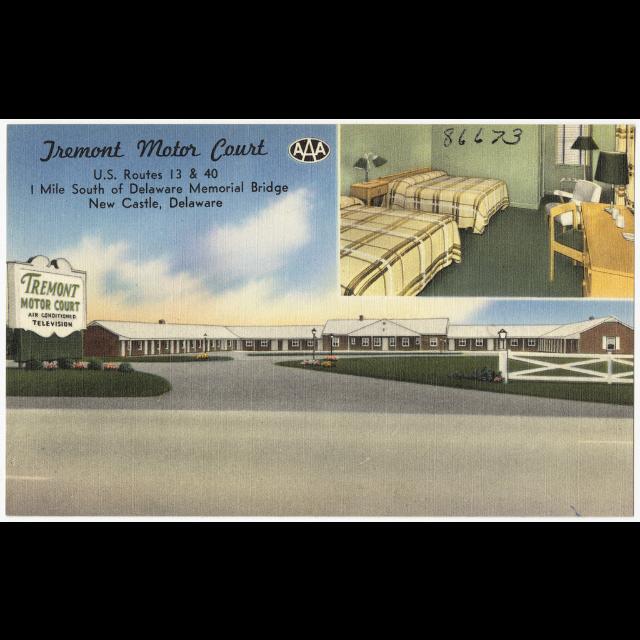 Tremont Motor Court
AAA
U.S. Routes 13 & 40
1 Mile South of Delaware Memorial Bridge
New Castle, Delaware
86673
TREMONT
MOTOR COURT
AIR CONDITIONED
TELEVISION